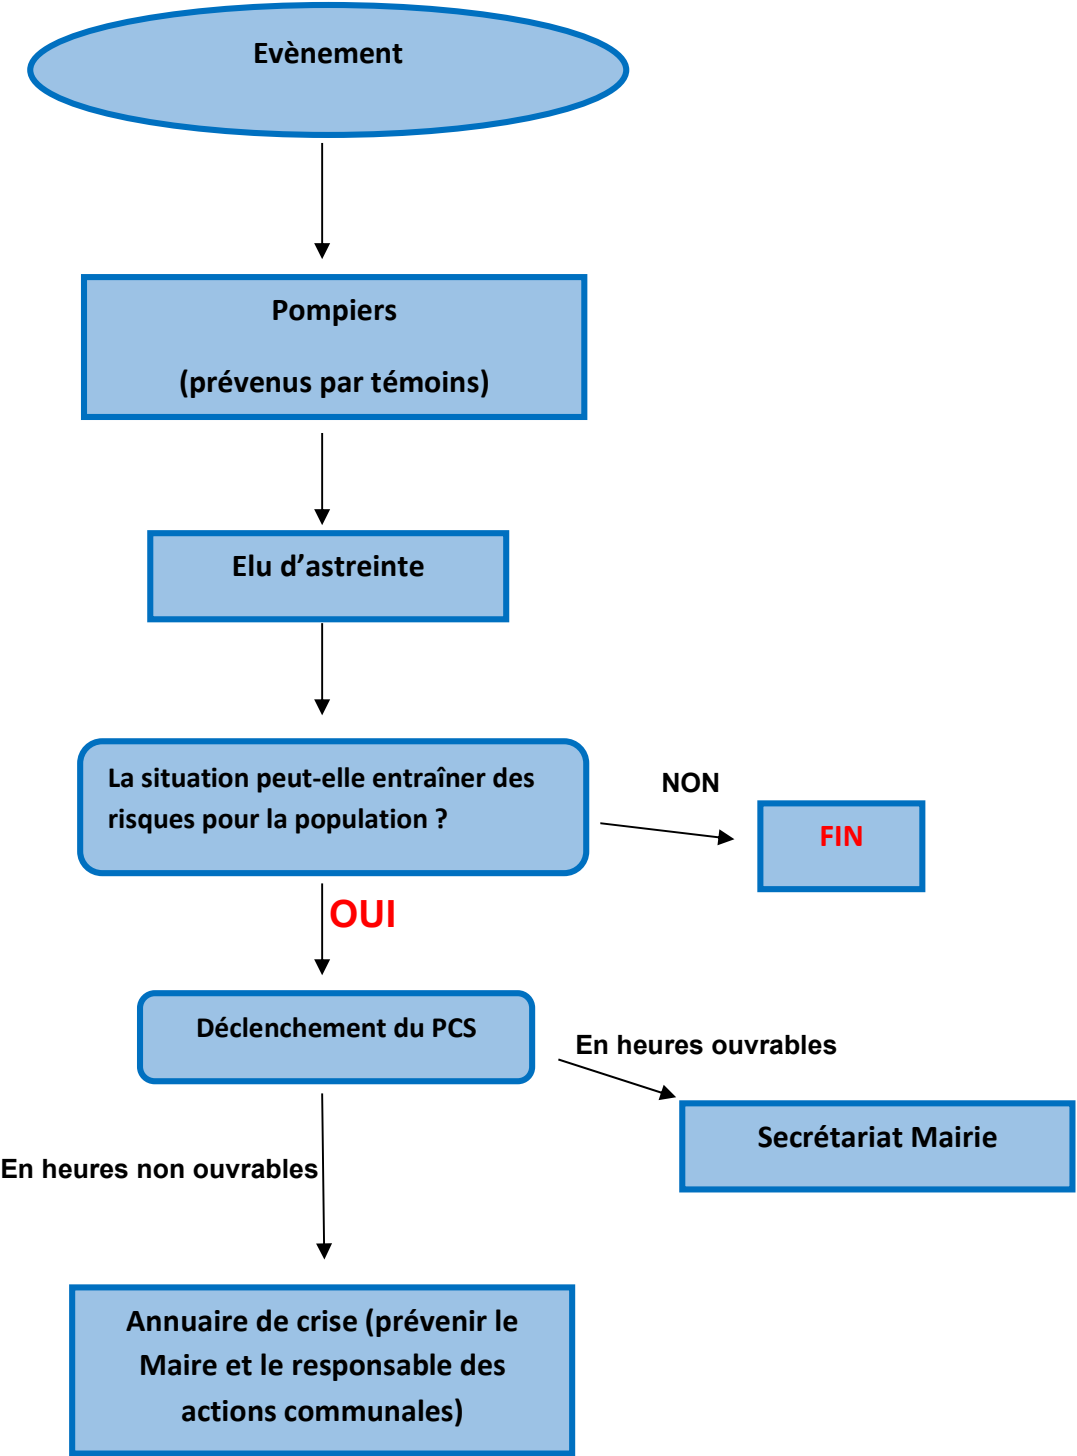 Evènement
Pompiers
(prévenus par témoins)
Elu d’astreinte
La situation peut-elle entraîner des
risques pour la population ?
NON
FIN
OUI
Déclenchement du PCS
En heures ouvrables
Secrétariat Mairie
En heures non ouvrables
Annuaire de crise (prévenir le
Maire et le responsable des
actions communales)